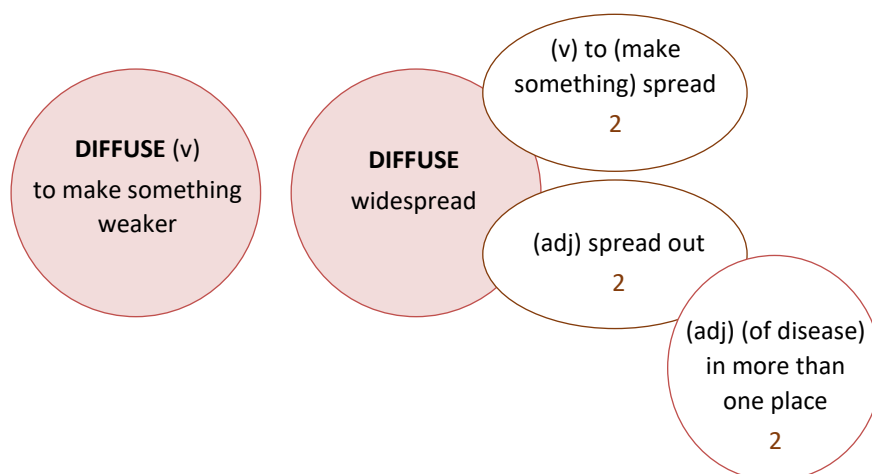 DIFFUSE (v)
to make something
weaker
DIFFUSE
widespread
(v) to (make
something) spread
2
(adj) spread out
2
(adj) (of disease)
in more than
one place
2